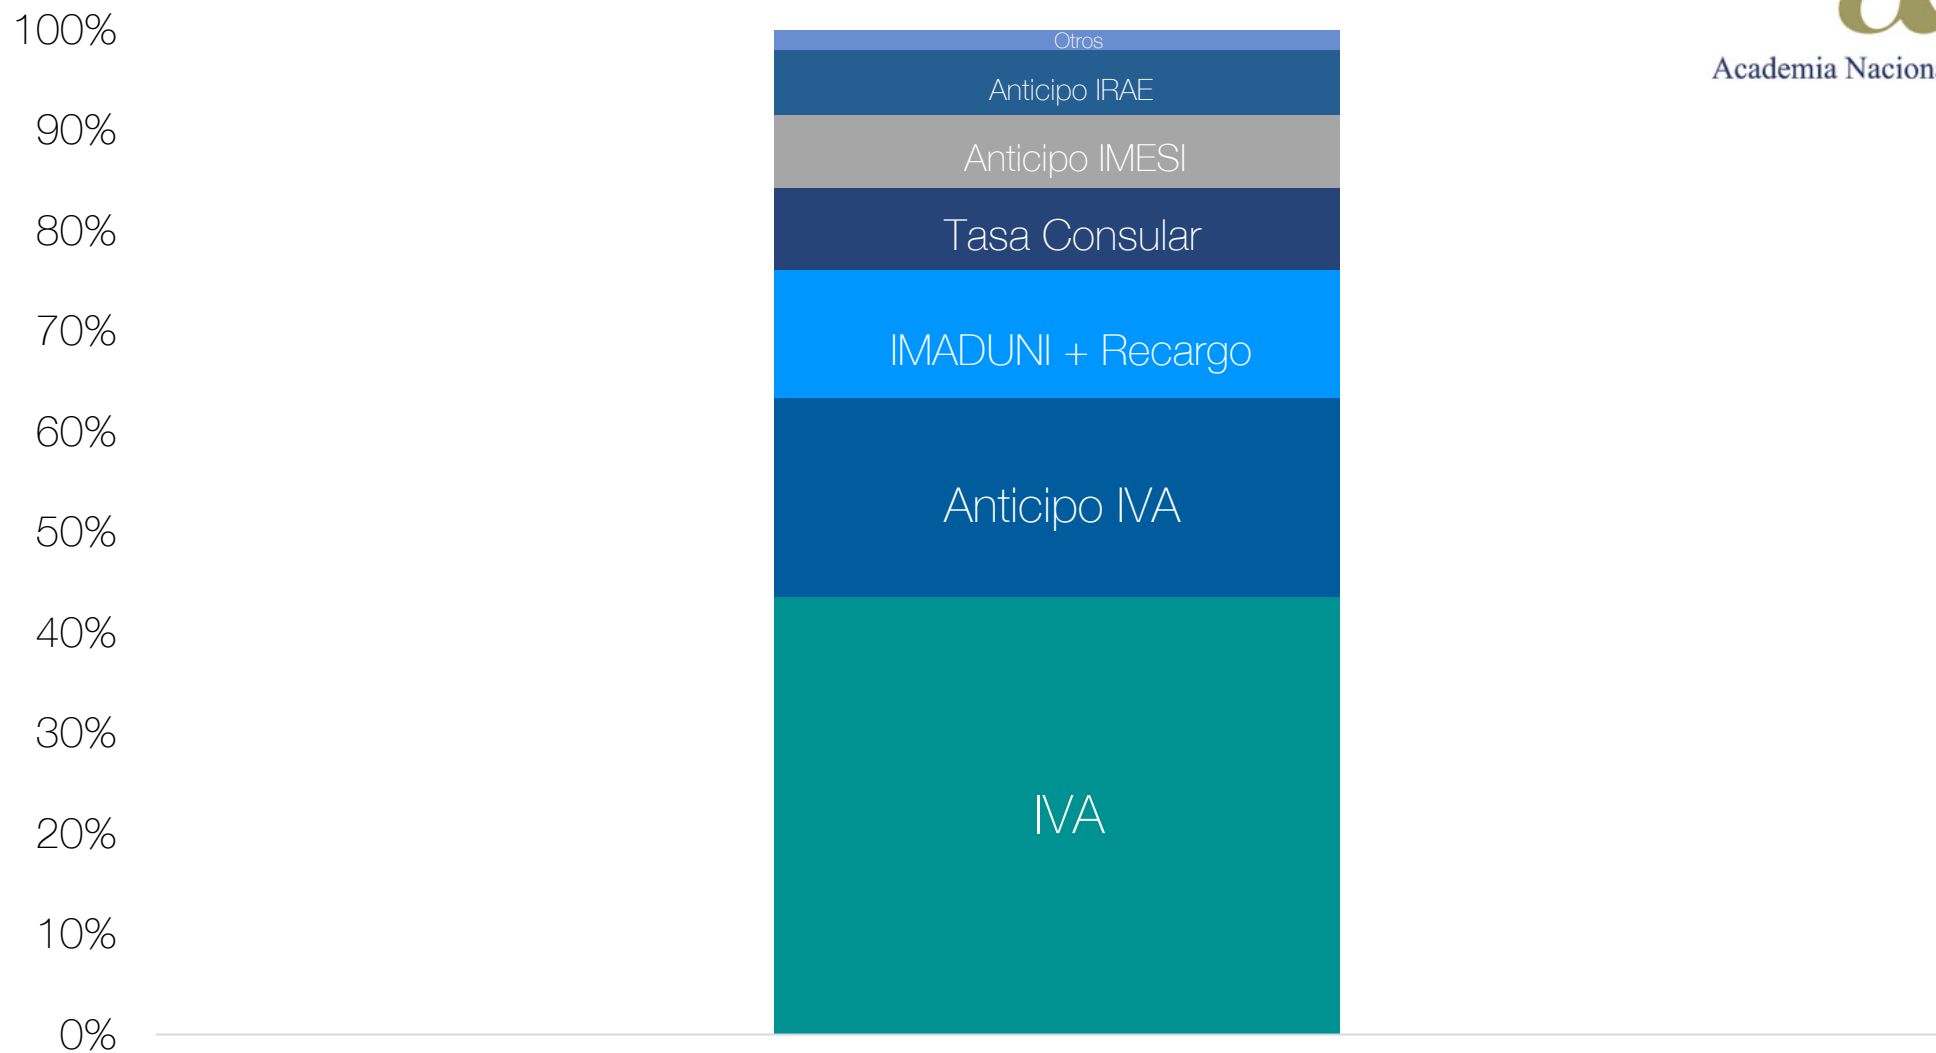 100%
90%
80%
70%
60%
50%
40%
30%
20%
10%
0%
Otros
Anticipo IRAE
Anticipo IMESI
Tasa Consular
IMADUNI + Recargo
Anticipo IVA
IVA
Academia